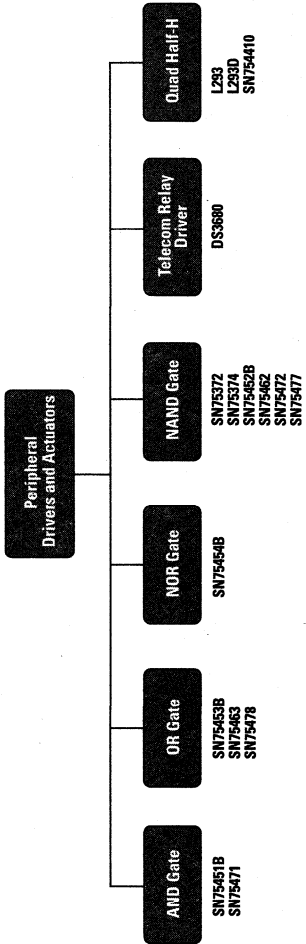 Peripheral
Drivers and Actuators
AND Gate
SN75451B
SN75471
OR Gate
SN75453B
SN75463
SN75478
NOR Gate
SN75454B
NAND Gate
SN75372
SN75374
SN75452B
SN75462
SN75472
SN75477
Telecom Relay
Driver
DS3680
Quad Half-H
L293
L293D
SN754410